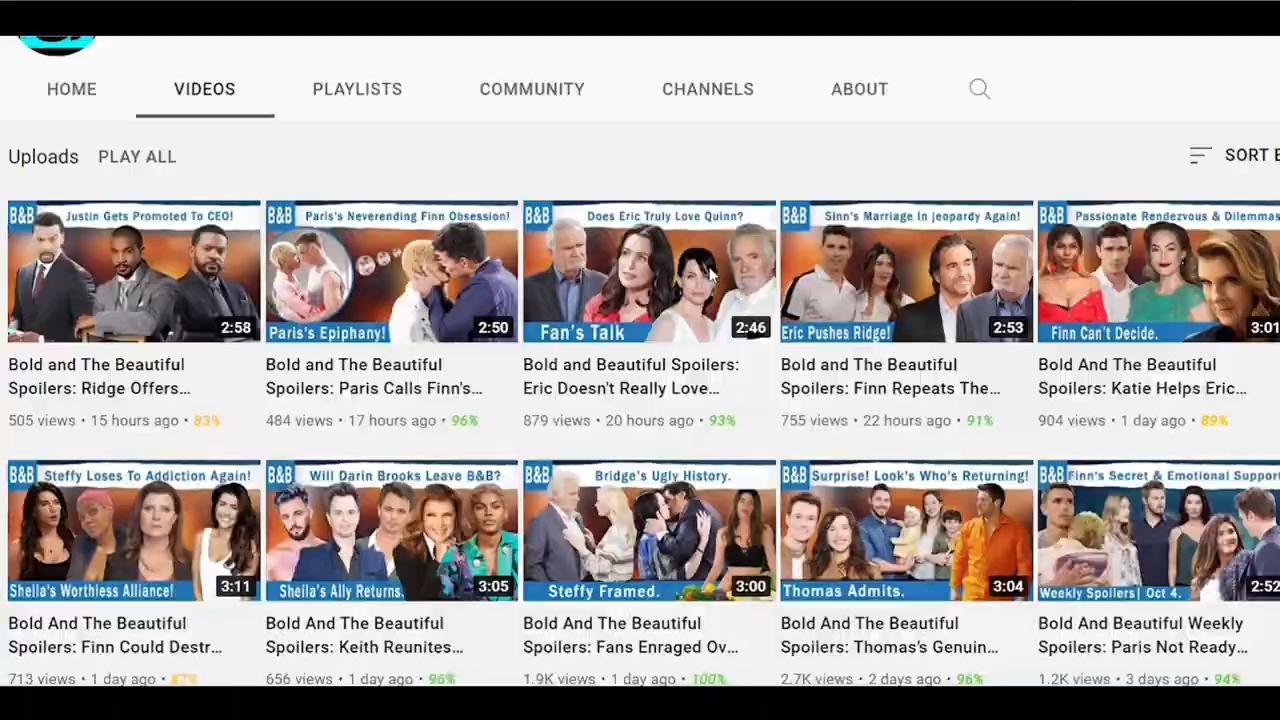 HOME VIDEOS PLAYLISTS COMMUNITY CHANNELS ABOUT
Uploads PLAY ALL
SORT
B&B Justin Gets Promoted To CEO!
2:58
Bold and The Beautiful
Spoilers: Ridge Offers...
505 views • 15 hours ago • 83%
B&B Paris's Neverending Finn Obsession!
Paris's Epiphany!
2:50
Bold and The Beautiful
Spoilers: Paris Calls Finn's...
484 views • 17 hours ago • 96%
B&B Does Eric Truly Love Quinn?
Fan's Talk
2:46
Bold and Beautiful Spoilers:
Eric Doesn't Really Love...
879 views • 20 hours ago • 93%
B&B Sinn's Marriage In Jeopardy Again!
Eric Pushes Ridge!
2:53
Bold and The Beautiful
Spoilers: Finn Repeats The...
755 views • 22 hours ago • 91%
B&B Passionate Rendezvous & Dilemmas
Finn Can't Decide.
3:01
Bold And The Beautiful
Spoilers: Katie Helps Eric...
904 views • 1 day ago • 89%
B&B Steffy Loses To Addiction Again!
Sheila's Worthless Alliance!
3:11
Bold And The Beautiful
Spoilers: Finn Could Destr...
713 views • 1 day ago • 87%
B&B Will Darin Brooks Leave B&B?
Sheila's Ally Returns.
3:05
Bold And The Beautiful
Spoilers: Keith Reunites...
656 views • 1 day ago • 96%
B&B Bridge's Ugly History.
Steffy Framed.
3:00
Bold And The Beautiful
Spoilers: Fans Enraged Ov...
1.9K views • 1 day ago • 100%
B&B Surprise! Look's Who's Returning!
Thomas Admits.
3:04
Bold And The Beautiful
Spoilers: Thomas's Genuin...
2.7K views • 2 days ago • 96%
B&B Finn's Secret & Emotional Support
Weekly Spoilers| Oct 4.
2:52
Bold And Beautiful Weekly
Spoilers: Paris Not Ready...
1.2K views • 3 days ago • 94%